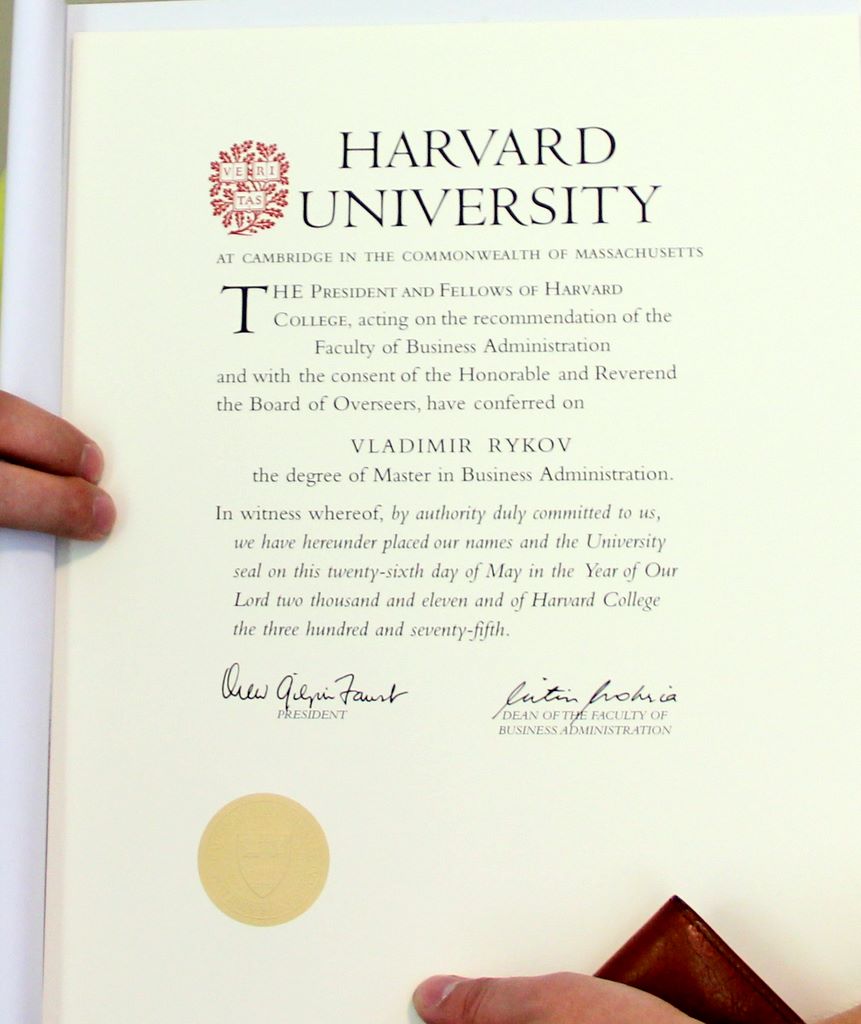 HARVARD
VE RI
TAS
UNIVERSITY
AT CAMBRIDGE IN THE COMMONWEALTH OF MASSACHUSETTS
THE PRESIDENT AND FELLOWS OF HARVARD
COLLEGE, acting on the recommendation of the
Faculty of Business Administration
and with the consent of the Honorable and Reverend
the Board of Overseers, have conferred on
VLADIMIR RYKOV
the degree of Master in Business Administration.
In witness whereof, by authority duly committed to us,
we have hereunder placed our names and the University
seal on this twenty-sixth day of May in the Year of Our
Lord two thousand and eleven and of Harvard College
the three hundred and seventy-fifth.
Drew Gilpin Faust
PRESIDENT
DEAN OF THE FACULTY OF
BUSINESS ADMINISTRATION